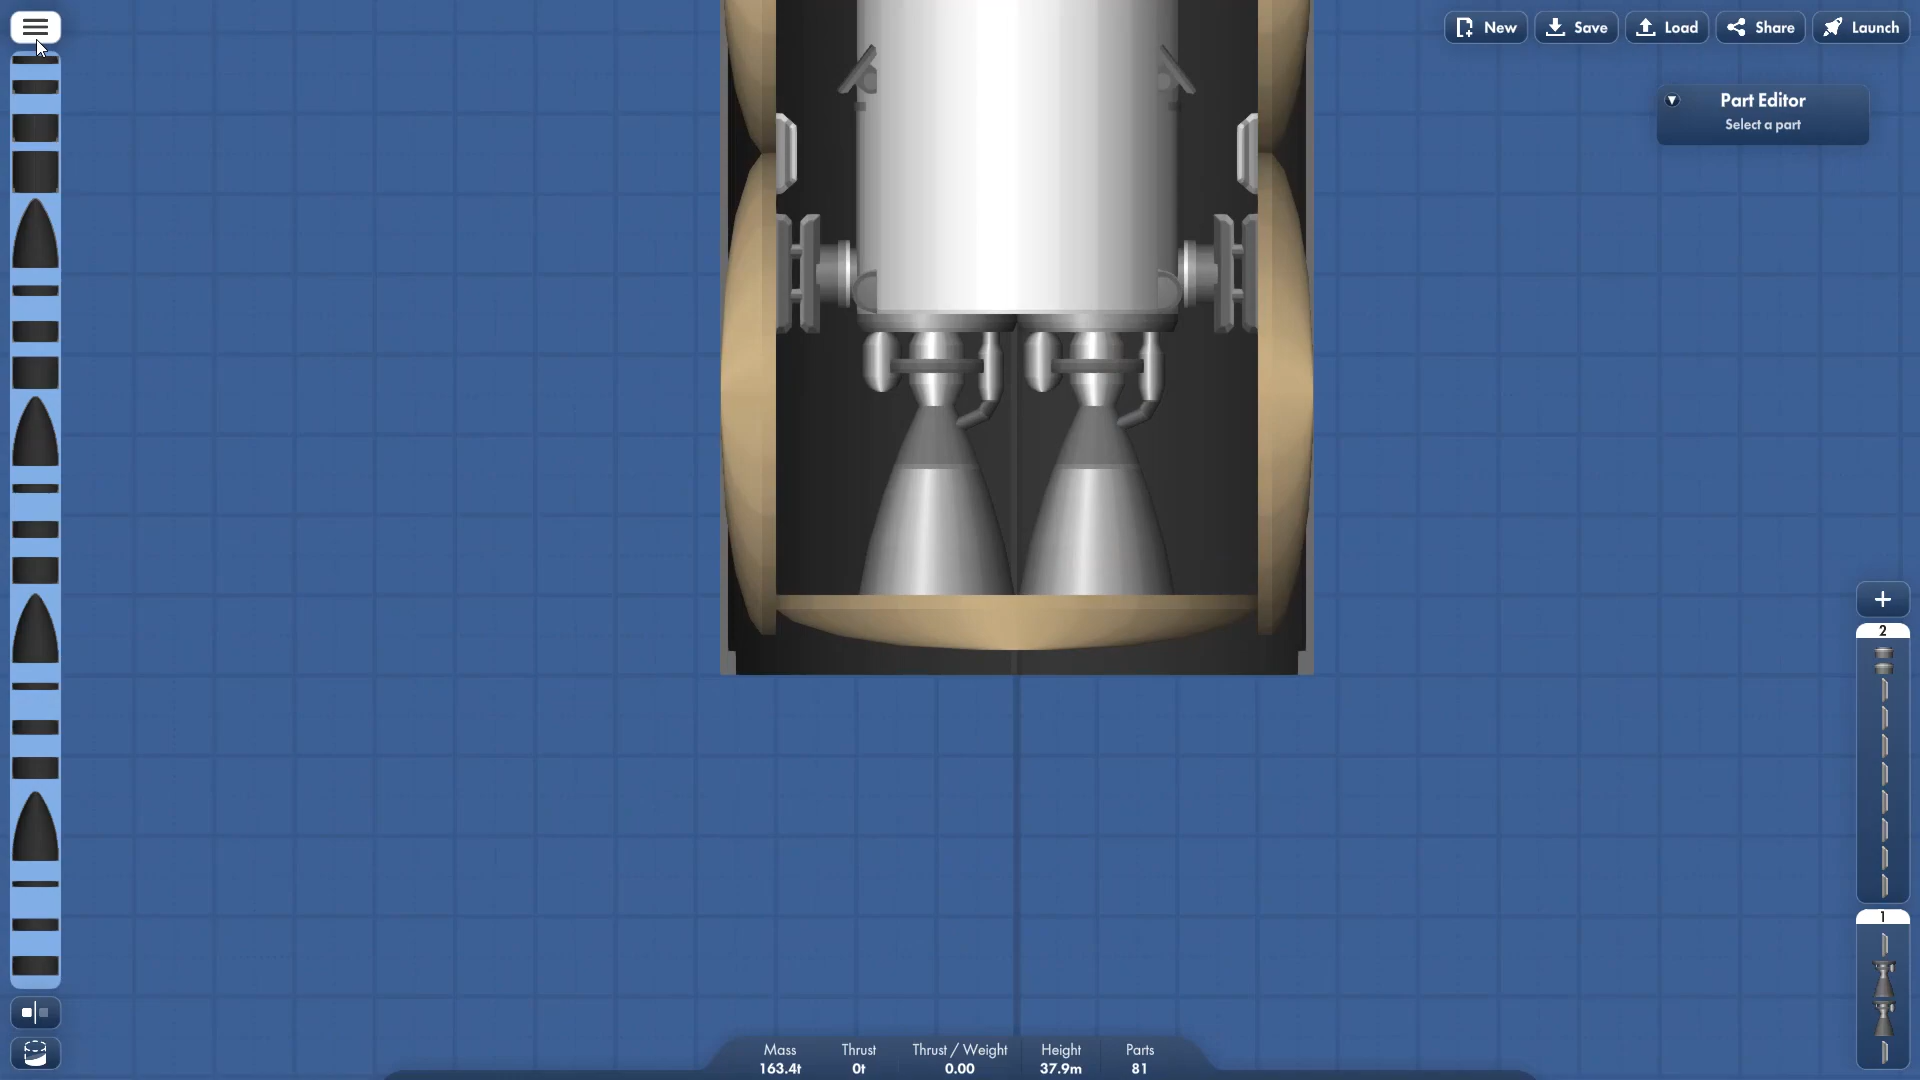 New
Save
Load
Share
Launch
Part Editor
Select a part
2
1
Mass
163.4t
Thrust
0t
Thrust / Weight
0.00
Height
37.9m
Parts
81